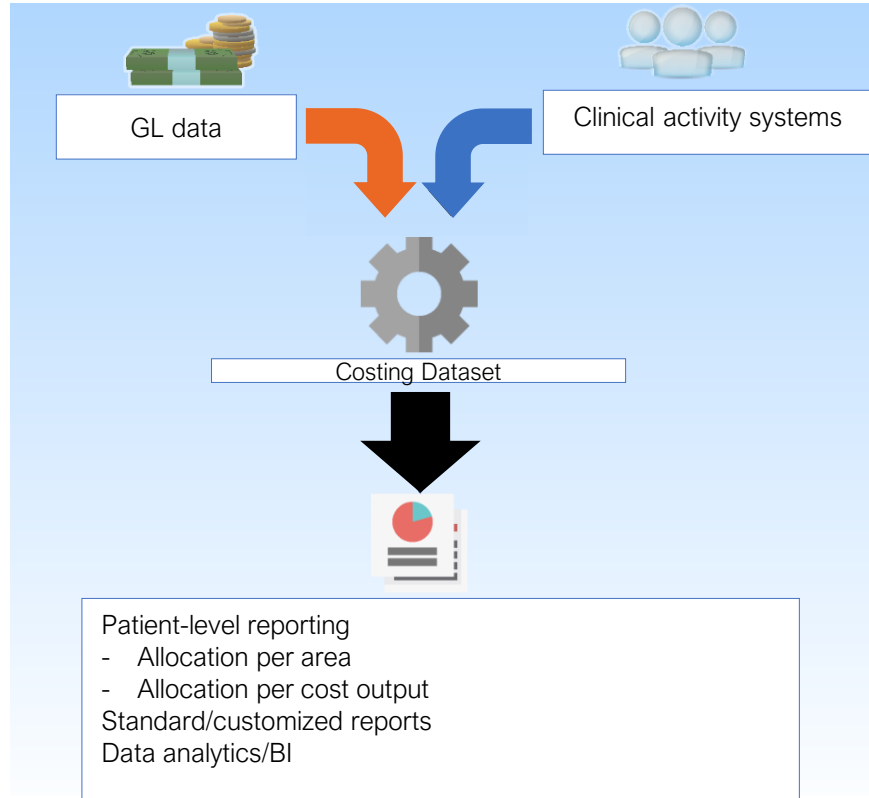 GL data
Clinical activity systems
Costing Dataset
Patient-level reporting
- Allocation per area
- Allocation per cost output
Standard/customized reports
Data analytics/BI